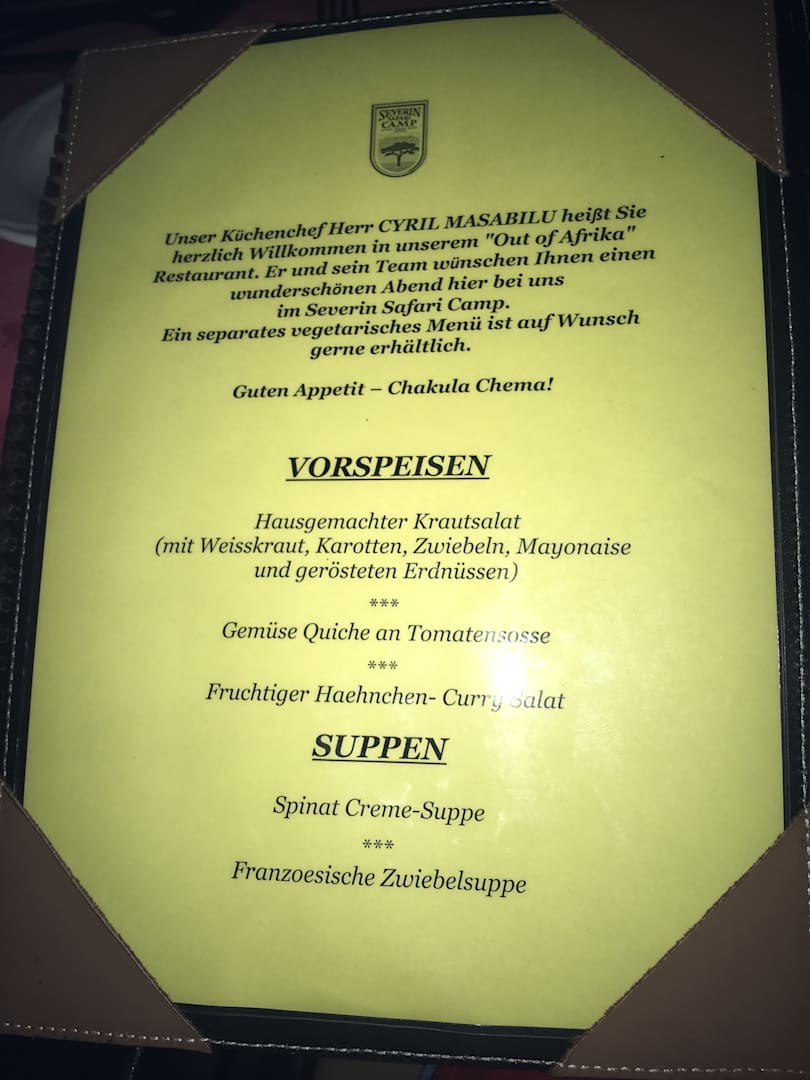 SEVERIN
SAFARI
CAMP
Unser Küchenchef Herr CYRIL MASABILU heißt Sie
herzlich Willkommen in unserem "Out of Afrika"
Restaurant. Er und sein Team wünschen Ihnen einen
wunderschönen Abend hier bei uns
im Severin Safari Camp.
Ein separates vegetarisches Menü ist auf Wunsch
gerne erhältlich.
Guten Appetit – Chakula Chema!
VORSPEISEN
Hausgemachter Krautsalat
(mit Weisskraut, Karotten, Zwiebeln, Mayonaise
und gerösteten Erdnüssen)
***
Gemüse Quiche an Tomatensosse
***
Fruchtiger Haehnchen- Curry Salat
SUPPEN
Spinat Creme-Suppe
***
Franzoesische Zwiebelsuppe